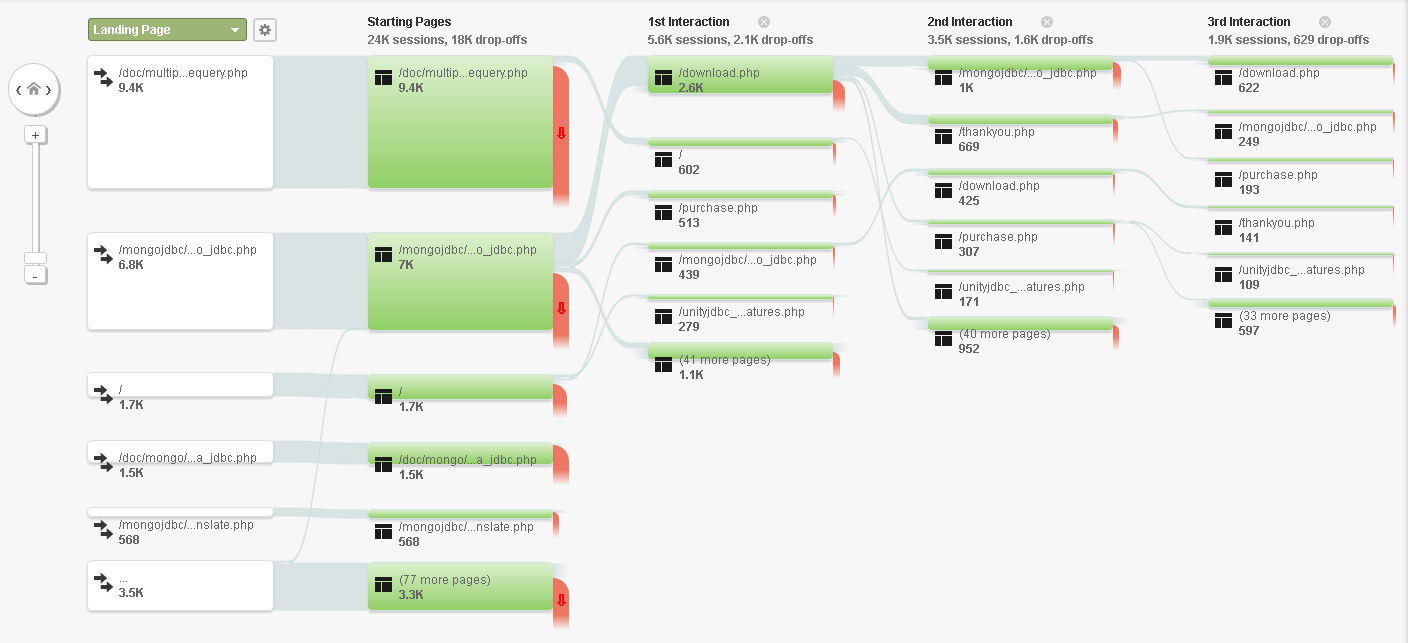 Landing Page
/doc/multip...equery.php
9.4K
/mongojdbc/...o_jdbc.php
6.8K
/
1.7K
/doc/mongo/...a_jdbc.php
1.5K
/mongojdbc/...nslate.php
568
...
3.5K
+
-
Starting Pages
24K sessions, 18K drop-offs
/doc/multip...equery.php
9.4K
/mongojdbc/...o_jdbc.php
7K
/
1.7K
/doc/mongo/...a_jdbc.php
1.5K
/mongojdbc/...nslate.php
568
(77 more pages)
3.3K
1st Interaction
5.6K sessions, 2.1K drop-offs
/download.php
2.6K
/
602
/purchase.php
513
/mongojdbc/...o_jdbc.php
439
/unityjdbc_...atures.php
279
(41 more pages)
1.1K
2nd Interaction
3.5K sessions, 1.6K drop-offs
/mongojdbc/...o_jdbc.php
1K
/thankyou.php
669
/download.php
425
/purchase.php
307
/unityjdbc_...atures.php
171
(40 more pages)
952
3rd Interaction
1.9K sessions, 629 drop-offs
/download.php
622
/mongojdbc/...o_jdbc.php
249
/purchase.php
193
/thankyou.php
141
/unityjdbc_...atures.php
109
(33 more pages)
597